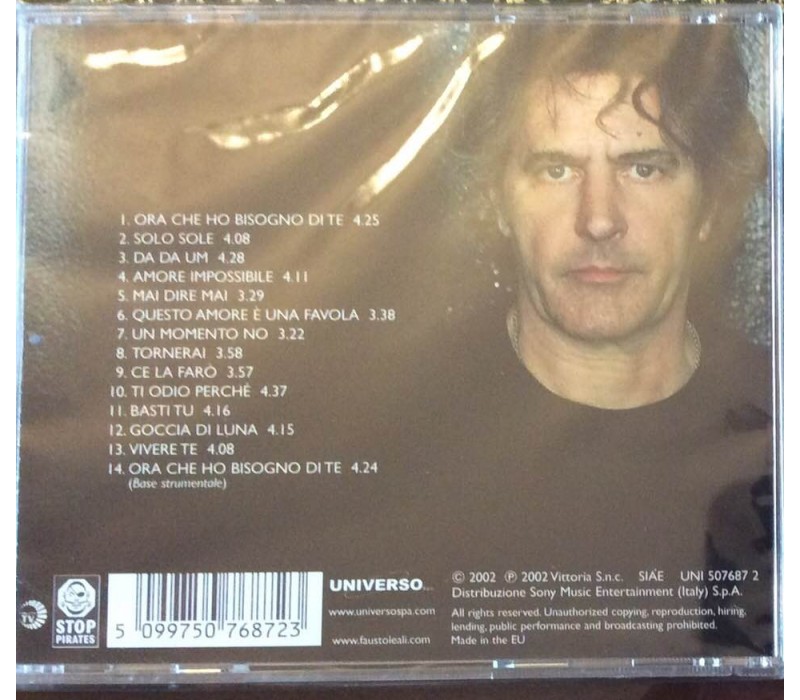 1. ORA CHE HO BISOGNO DI TE 4.25
2. SOLO SOLE 4.08
3. DA DA UM 4.28
4. AMORE IMPOSSIBILE 4.11
5. MAI DIRE MAI 3.29
6. QUESTO AMORE È UNA FAVOLA 3.38
7. UN MOMENTO NO 3.22
8. TORNERAI 3.58
9. CE LA FARÒ 3.57
10. TI ODIO PERCHÉ 4.37
11. BASTI TU 4.16
12. GOCCIA DI LUNA 4.15
13. VIVERE TE 4.08
14. ORA CHE HO BISOGNO DI TE 4.24
(Base strumentale)
TV
STOP
PIRATES
5 099750 768723
UNIVERSO
www.universospa.com
www.faustoleali.com
© 2002 ℗ 2002 Vittoria S.n.c. SIAE UNI 507687 2
Distribuzione Sony Music Entertainment (Italy) S.p.A.
All rights reserved. Unauthorized copying, reproduction, hiring,
lending, public performance and broadcasting prohibited.
Made in the EU